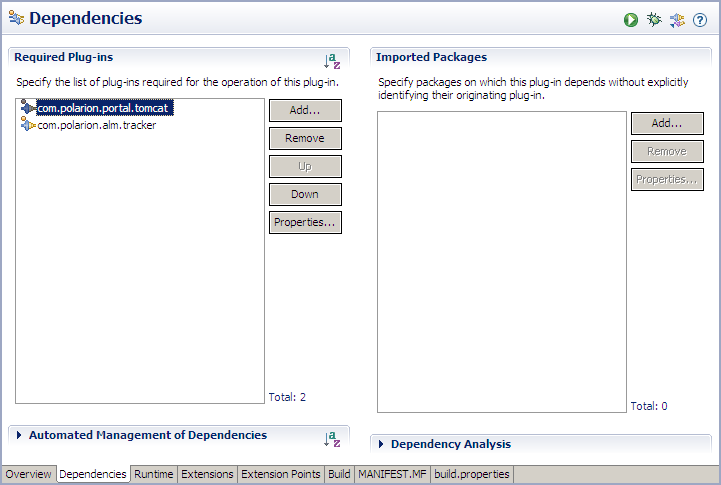 Dependencies
Required Plug-ins
Specify the list of plug-ins required for the operation of this plug-in.
com.polarion.portal.tomcat
com.polarion.alm.tracker
Add...
Remove
Up
Down
Properties...
Total: 2
Automated Management of Dependencies
Imported Packages
Specify packages on which this plug-in depends without explicitly
identifying their originating plug-in.
Add...
Remove
Properties...
Total: 0
Dependency Analysis
Overview Dependencies Runtime Extensions Extension Points Build MANIFEST.MF build.properties